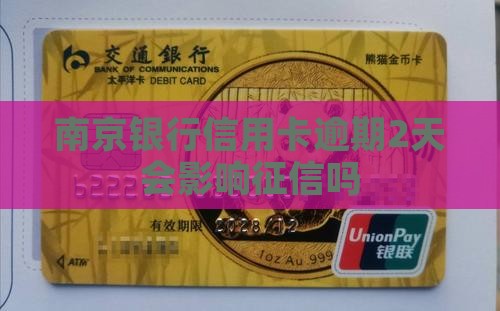 交通銀行
BANK OF COMMUNICATIONS
太平洋卡 DEBIT CARD
熊猫金币卡
南京银行信用卡逾期2天
会影响征信吗
有效期限 2028/12
1oz Au .999
ATM
UnionPay
银联